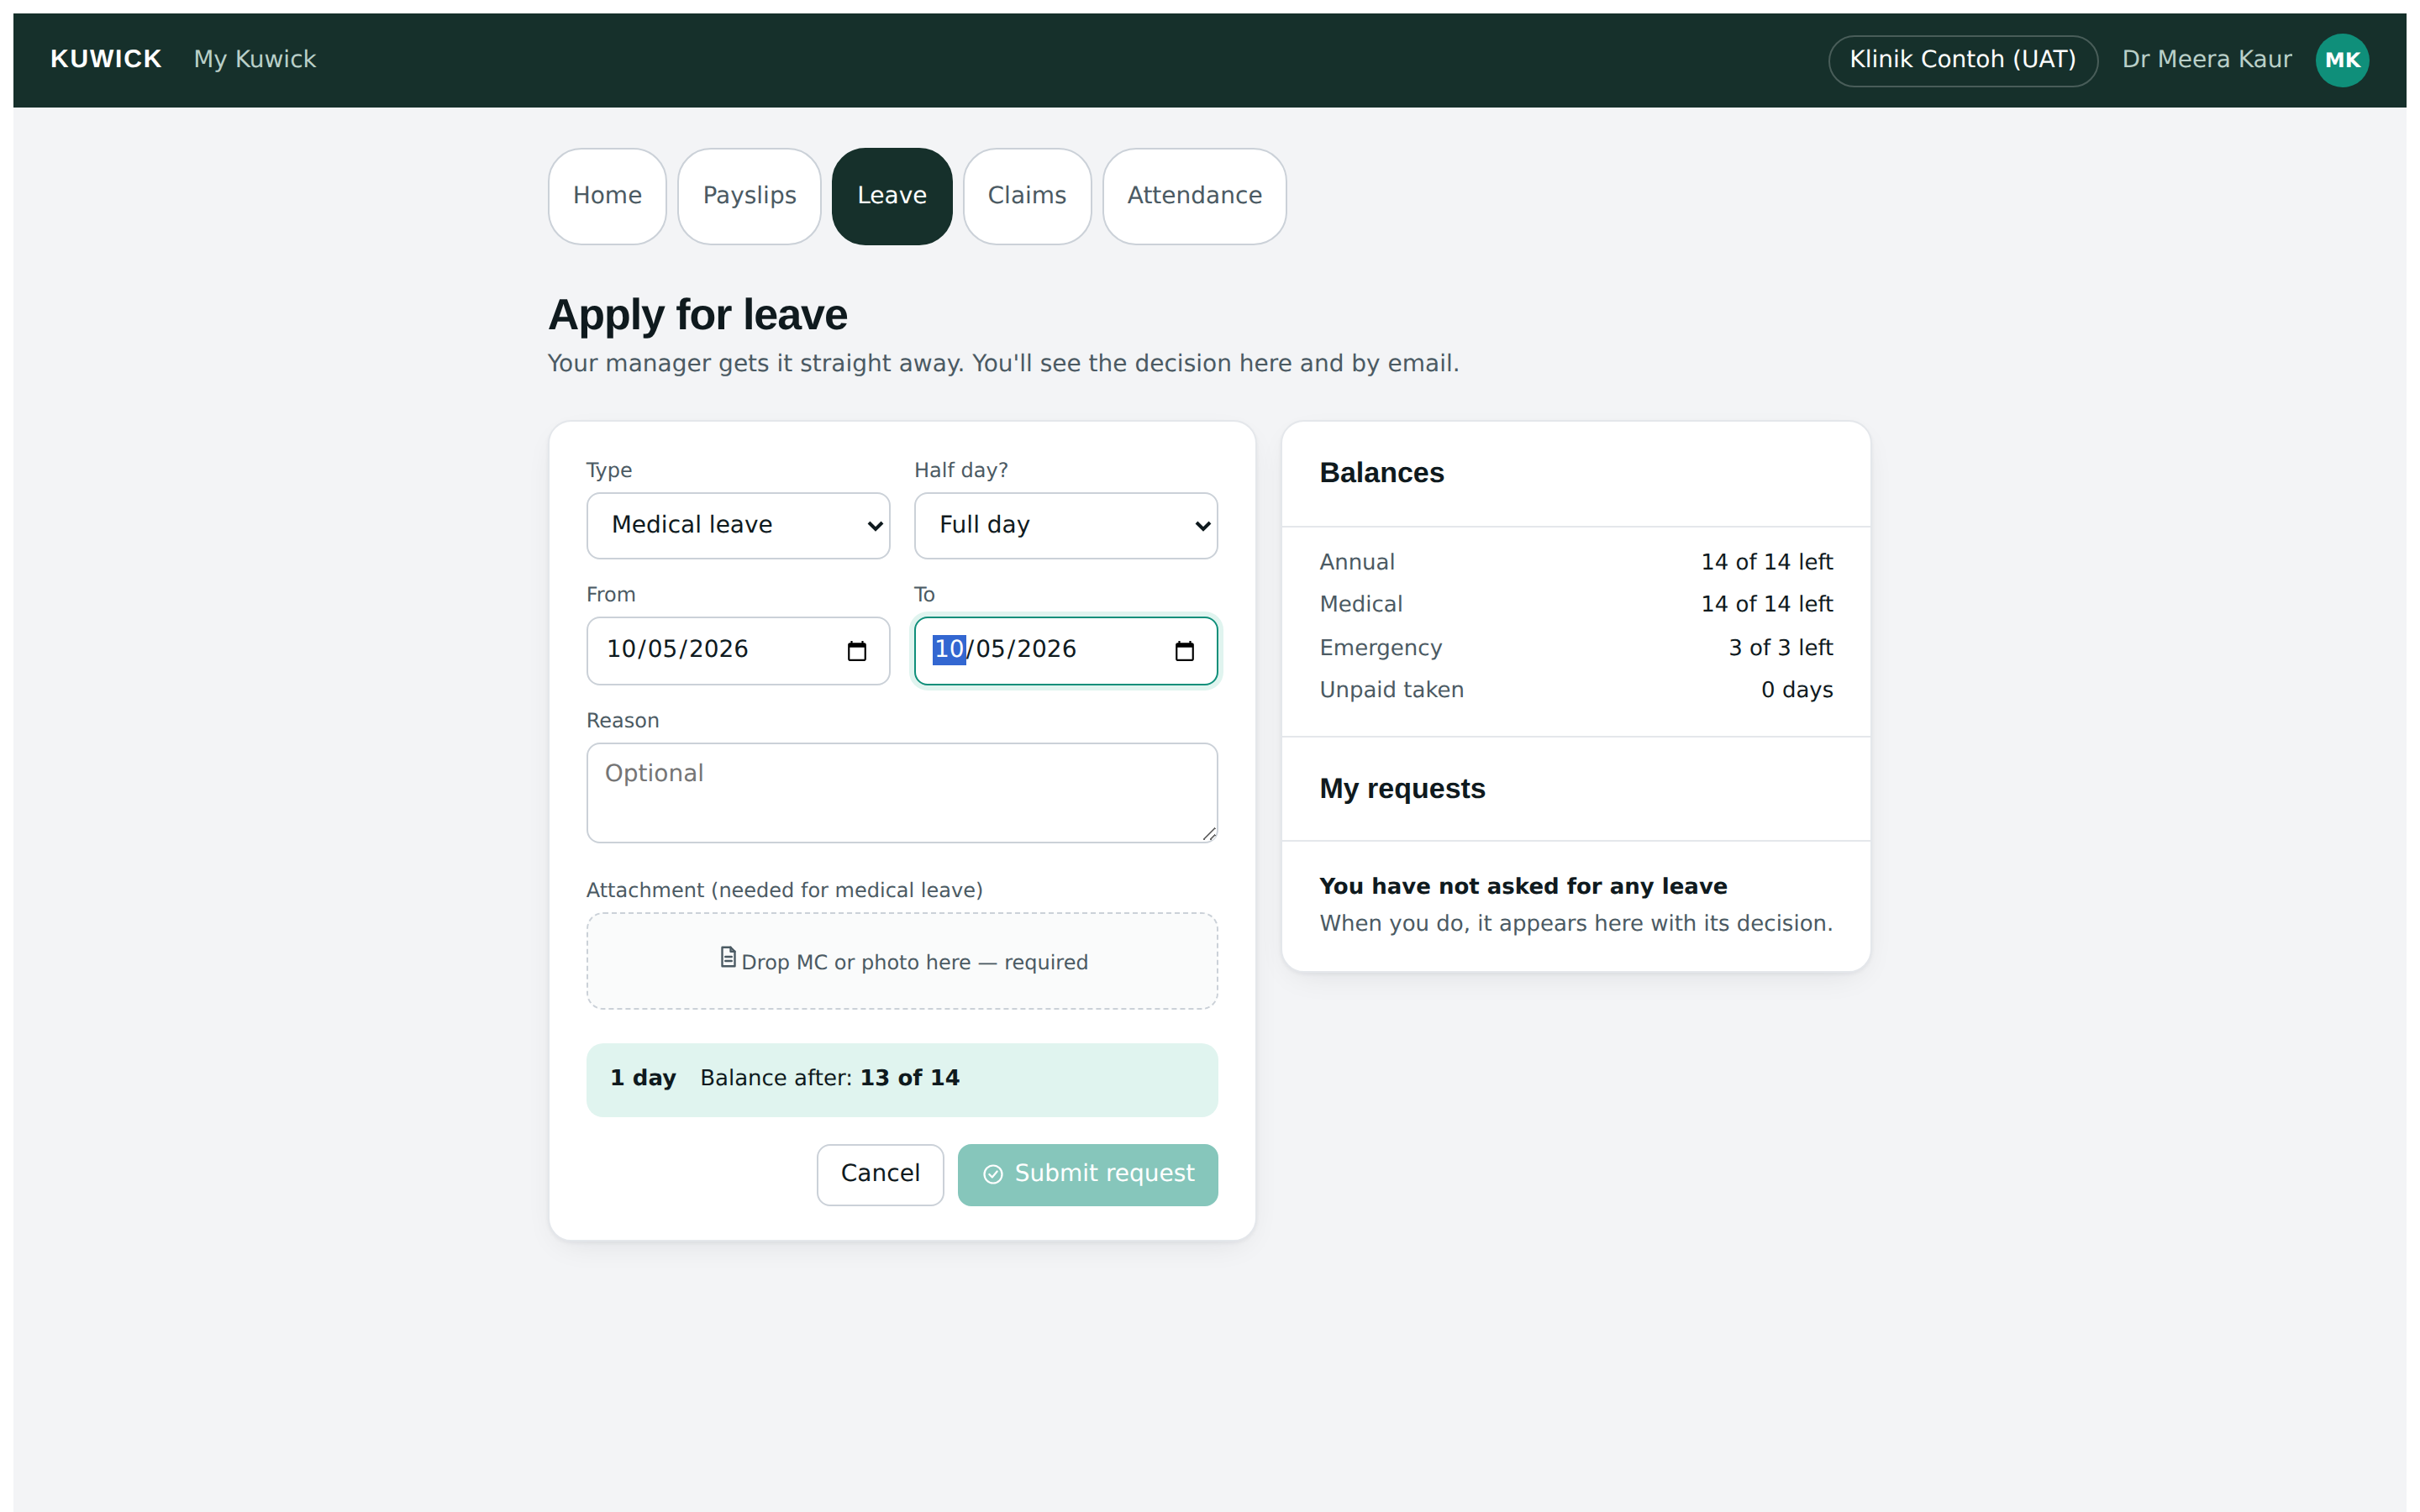 KUWICK My Kuwick Klinik Contoh (UAT) Dr Meera Kaur MK
Home Payslips Leave Claims Attendance
Apply for leave
Your manager gets it straight away. You'll see the decision here and by email.
Type Half day?
Medical leave Full day
From To
10/05/2026 10/05/2026
Reason
Optional
Attachment (needed for medical leave)
Drop MC or photo here — required
1 day Balance after: 13 of 14
Cancel Submit request
Balances
Annual 14 of 14 left
Medical 14 of 14 left
Emergency 3 of 3 left
Unpaid taken 0 days
My requests
You have not asked for any leave
When you do, it appears here with its decision.